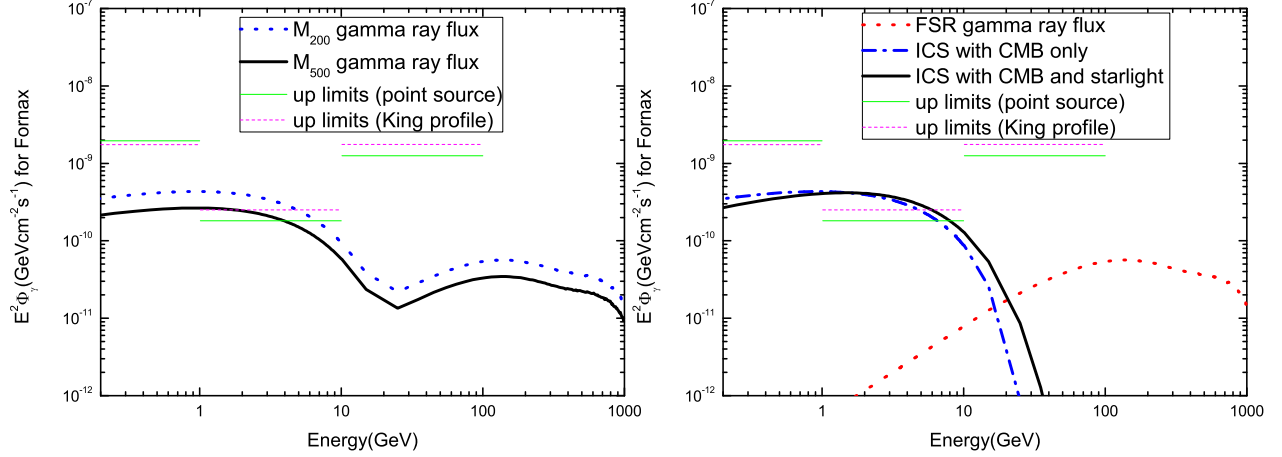 10⁻⁷
10⁻⁸
10⁻⁹
10⁻¹⁰
10⁻¹¹
10⁻¹²
E²Φγ(GeVcm⁻²s⁻¹) for Fornax
M₂₀₀ gamma ray flux
M₅₀₀ gamma ray flux
up limits (point source)
up limits (King profile)
1 10 100 1000
Energy(GeV)
10⁻⁷
10⁻⁸
10⁻⁹
10⁻¹⁰
10⁻¹¹
10⁻¹²
E²Φγ(GeVcm⁻²s⁻¹) for Fornax
FSR gamma ray flux
ICS with CMB only
ICS with CMB and starlight
up limits (point source)
up limits (King profile)
1 10 100 1000
Energy(GeV)